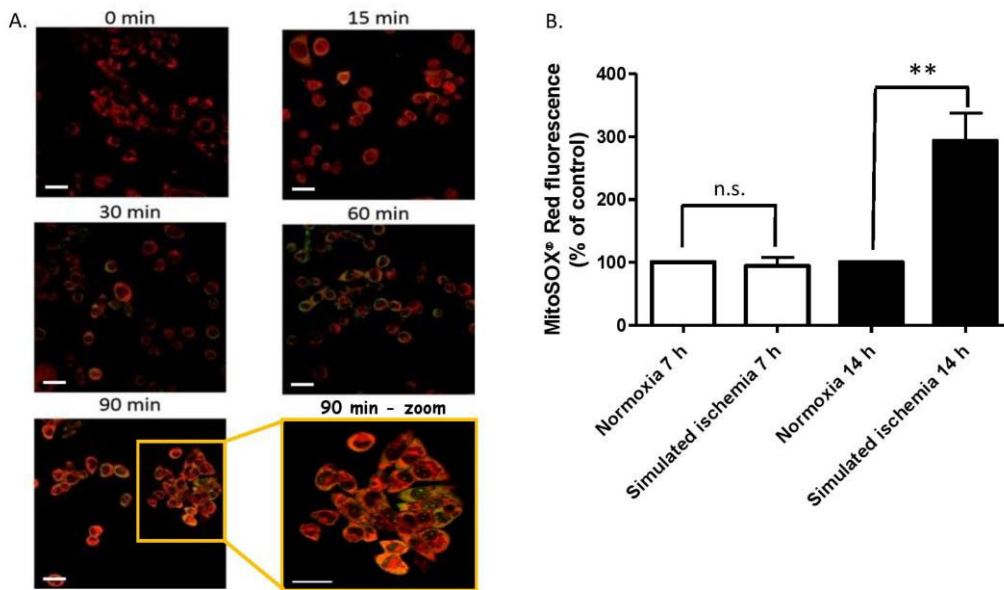 A.
0 min
15 min
30 min
60 min
90 min
90 min - zoom
B.
MitoSOX® Red fluorescence
(% of control)
400
300
200
100
0
n.s.
**
Normoxia 7 h
Simulated ischemia 7 h
Normoxia 14 h
Simulated ischemia 14 h